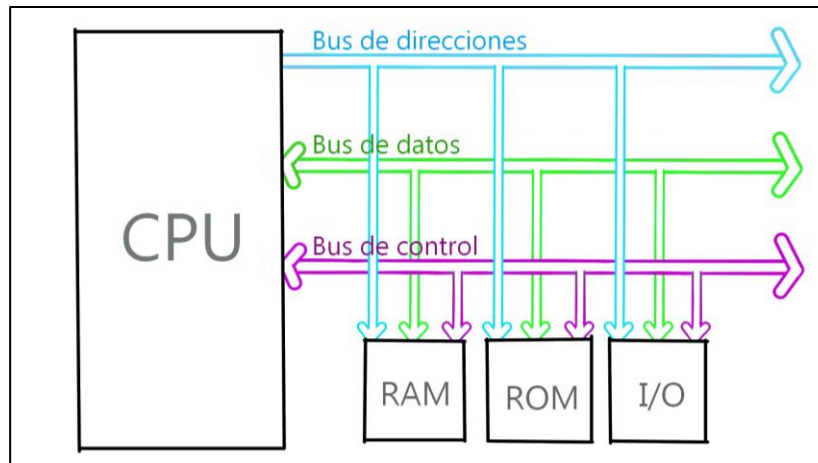 Bus de direcciones
Bus de datos
CPU
Bus de control
RAM
ROM
I/O